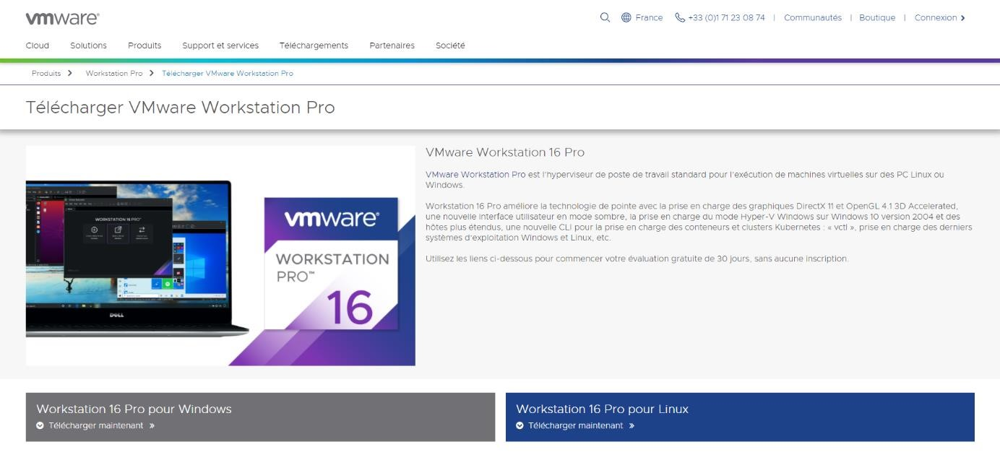 vmware®
France
+33 (0)1 71 23 08 74 | Communautés | Boutique | Connexion
Cloud Solutions Produits Support et services Téléchargements Partenaires Société
Produits Workstation Pro Télécharger VMware Workstation Pro
Télécharger VMware Workstation Pro
WORKSTATION 16 PRO™
DELL
vmware®
WORKSTATION
PRO™
16
VMware Workstation 16 Pro
VMware Workstation Pro est l'hyperviseur de poste de travail standard pour l'exécution de machines virtuelles sur des PC Linux ou
Windows.
Workstation 16 Pro améliore la technologie de pointe avec la prise en charge des graphiques DirectX 11 et OpenGL 4.1 3D Accelerated,
une nouvelle interface utilisateur en mode sombre, la prise en charge du mode Hyper-V Windows sur Windows 10 version 2004 et des
hôtes plus étendus, une nouvelle CLI pour la prise en charge des conteneurs et clusters Kubernetes : « vctl », prise en charge des derniers
systèmes d'exploitation Windows et Linux, etc.
Utilisez les liens ci-dessous pour commencer votre évaluation gratuite de 30 jours, sans aucune inscription.
Workstation 16 Pro pour Windows
Télécharger maintenant »
Workstation 16 Pro pour Linux
Télécharger maintenant »